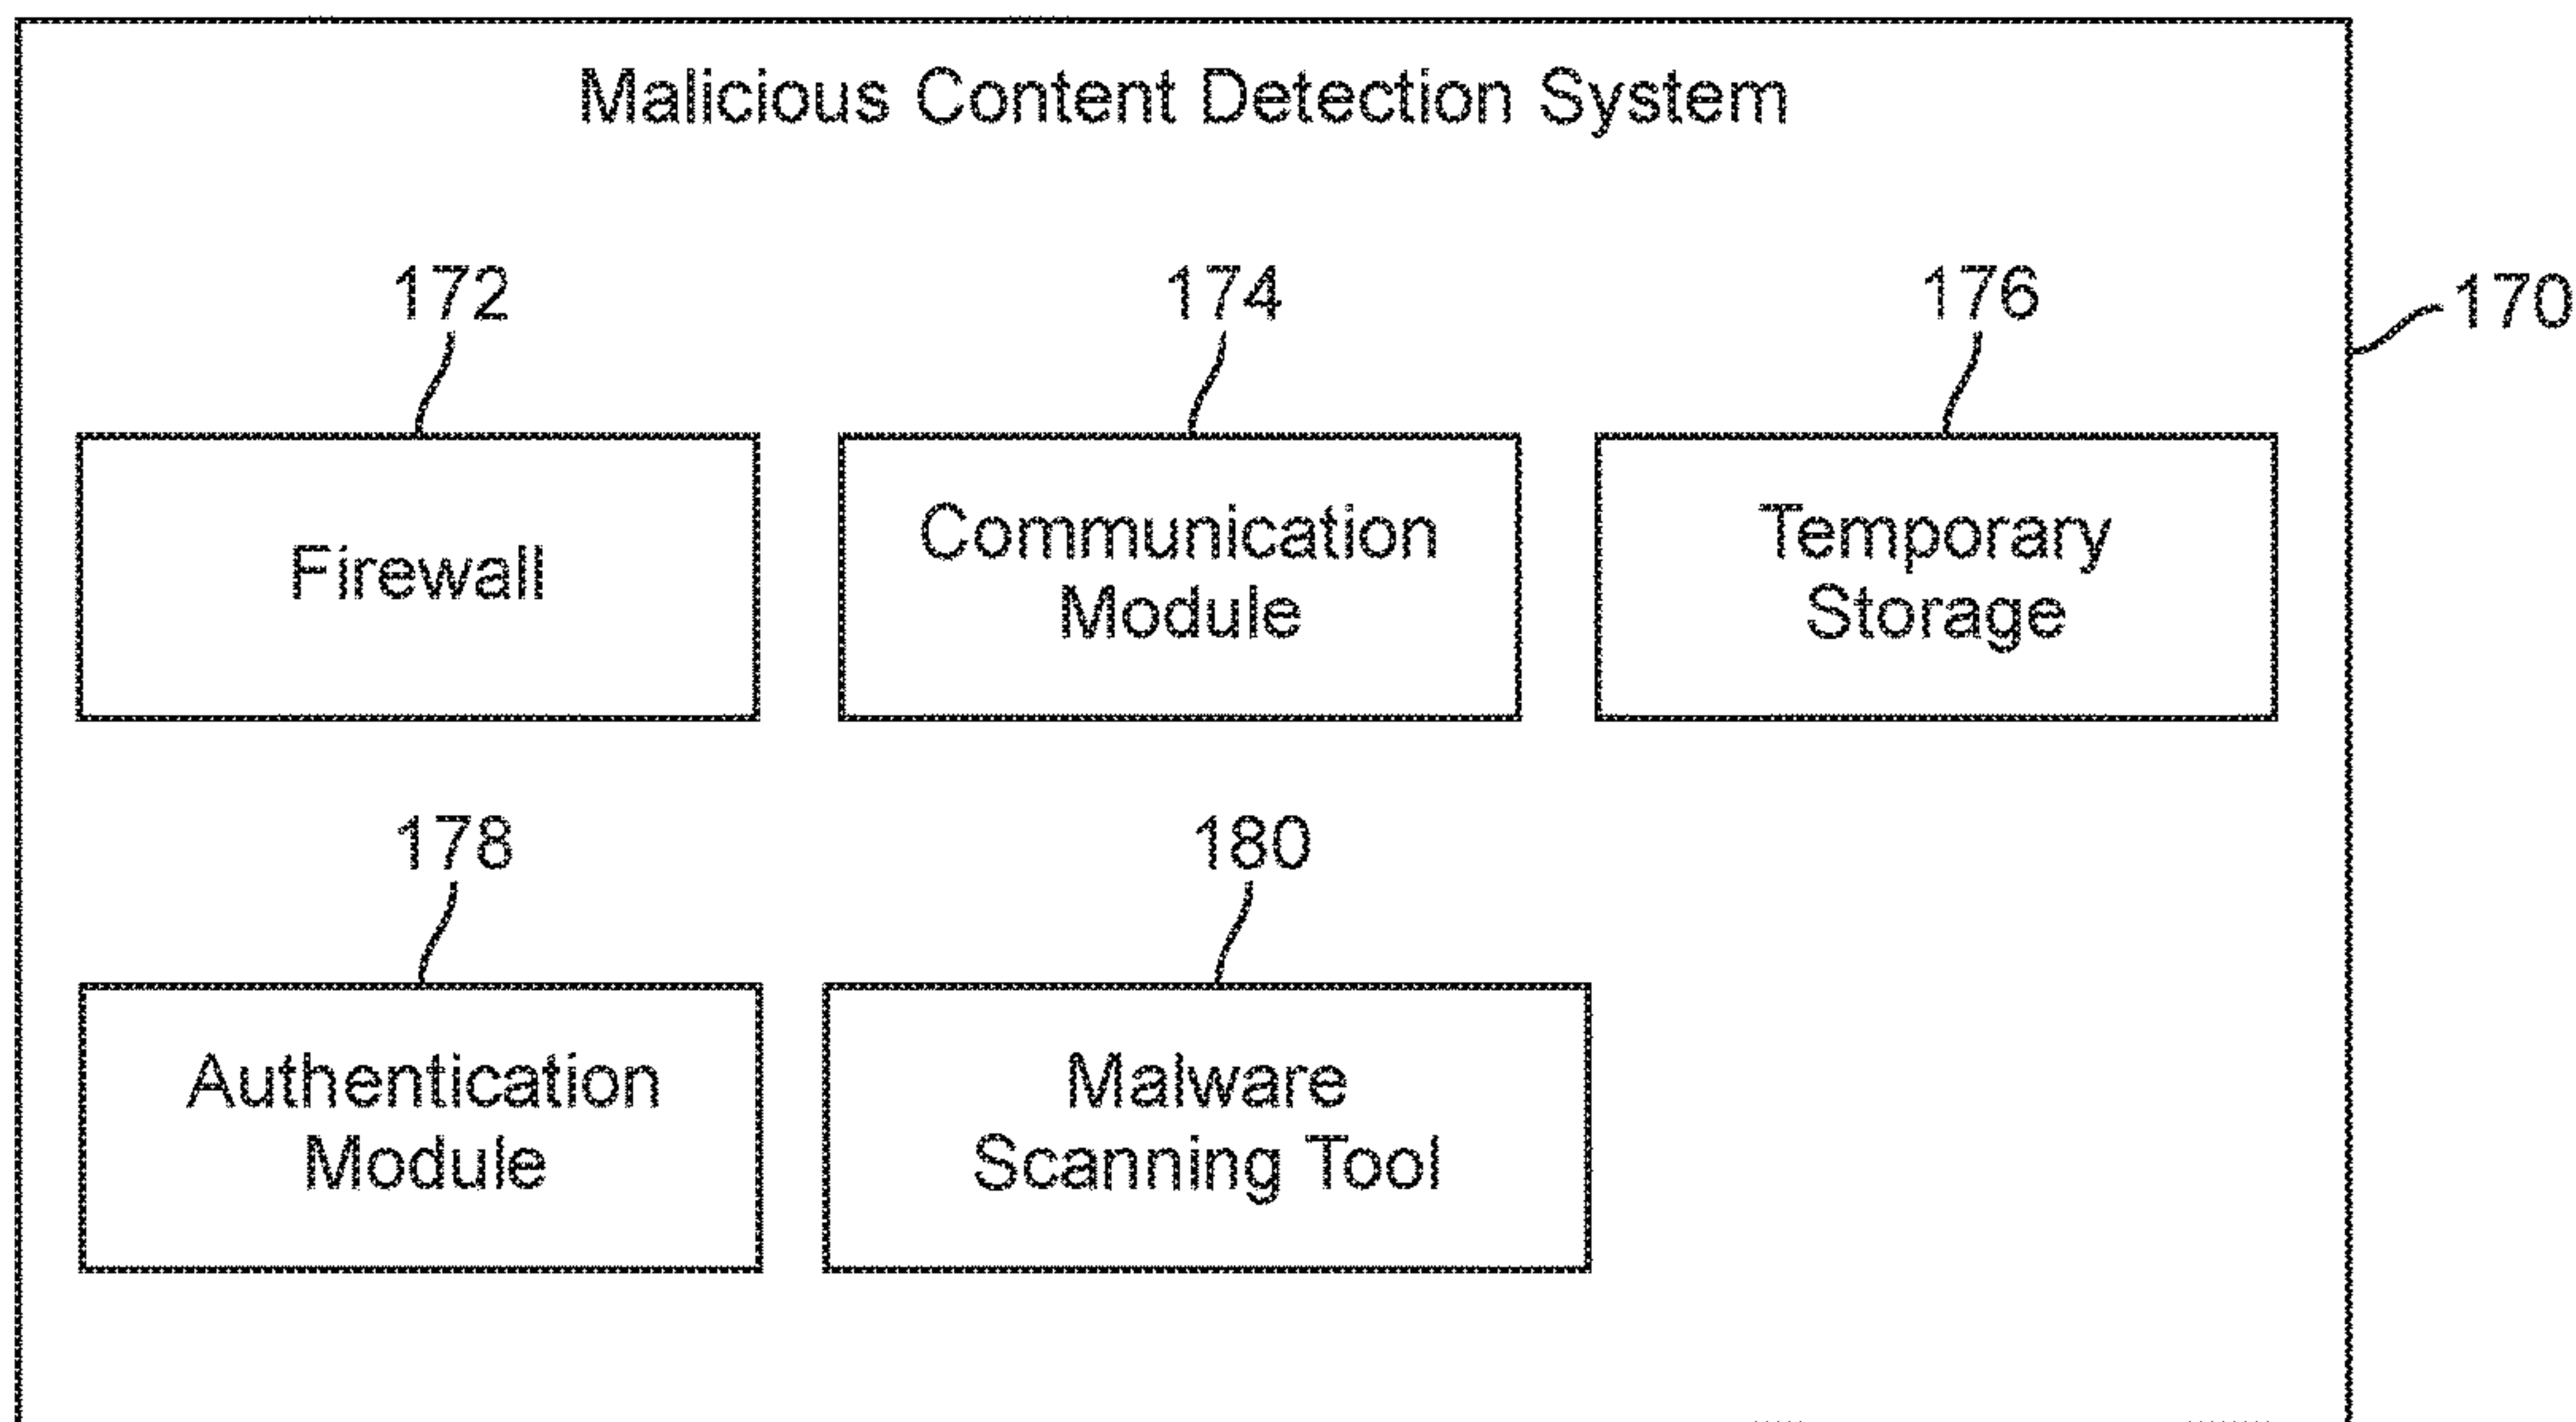 Malicious Content Detection System
172
174
176
170
Firewall
Communication
Module
Temporary
Storage
178
180
Authentication
Module
Malware
Scanning Tool